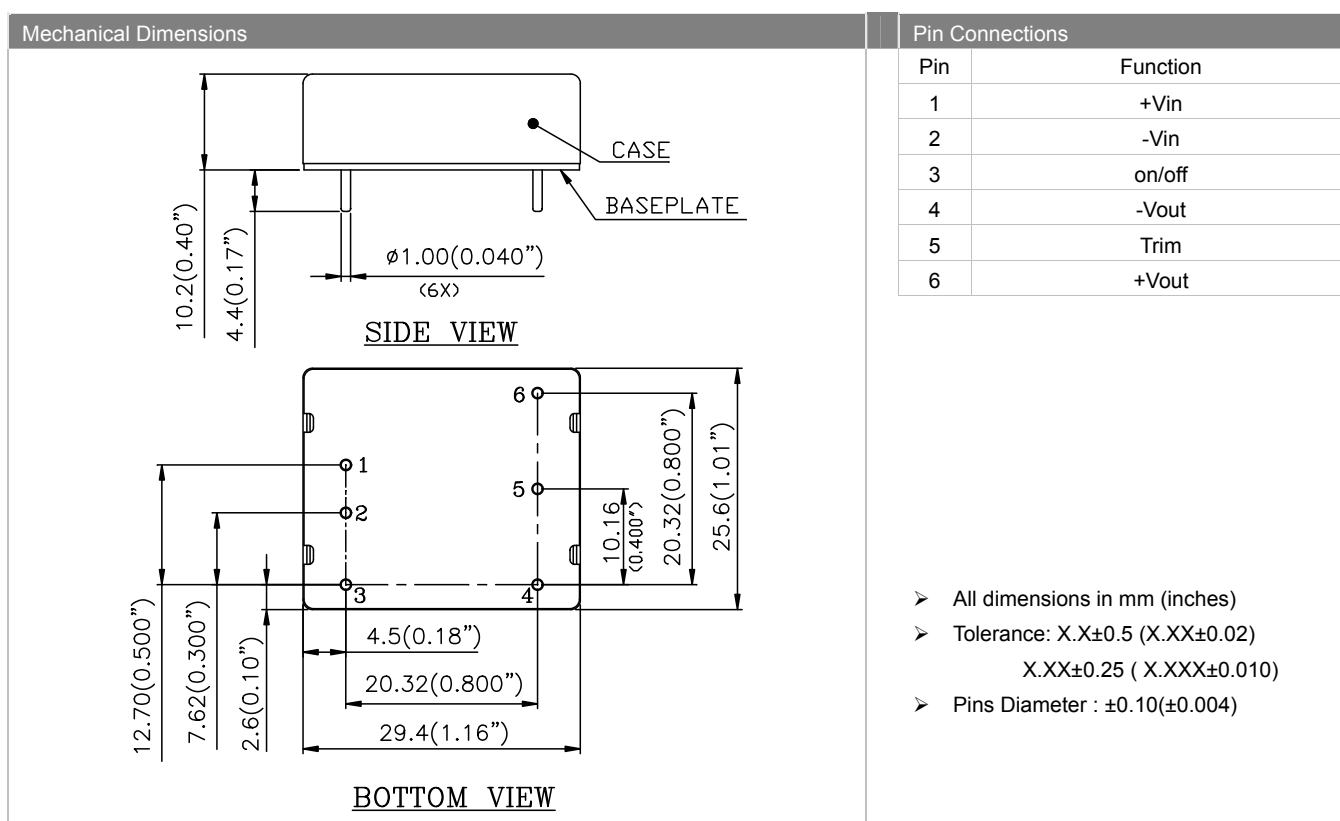 Mechanical Dimensions
CASE
BASEPLATE
10.2(0.40")
4.4(0.17")
ø1.00(0.040")
(6X)
SIDE VIEW
6
1
5
2
3
4
10.16
(0.400")
20.32(0.800")
25.6(1.01")
12.70(0.500")
7.62(0.300")
2.6(0.10")
4.5(0.18")
20.32(0.800")
29.4(1.16")
BOTTOM VIEW
Pin Connections
Pin Function
1 +Vin
2 -Vin
3 on/off
4 -Vout
5 Trim
6 +Vout
➢ All dimensions in mm (inches)
➢ Tolerance: X.X±0.5 (X.XX±0.02)
X.XX±0.25 ( X.XXX±0.010)
➢ Pins Diameter : ±0.10(±0.004)